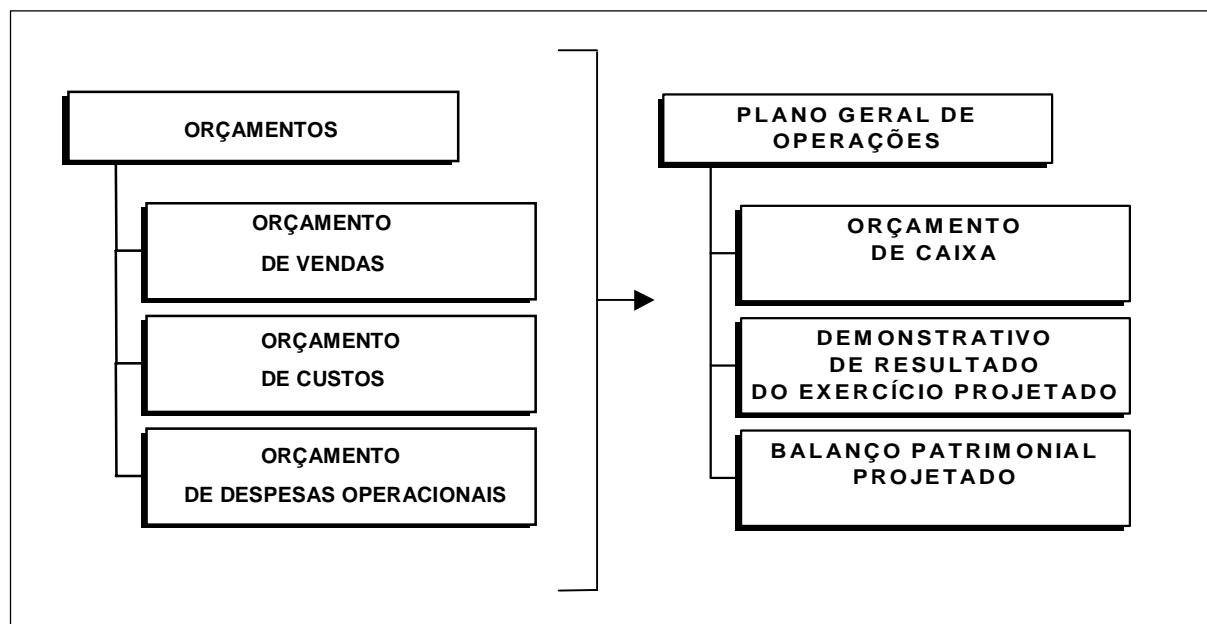 ORÇAMENTOS
ORÇAMENTO
DE VENDAS
ORÇAMENTO
DE CUSTOS
ORÇAMENTO
DE DESPESAS OPERACIONAIS
PLANO GERAL DE
OPERAÇÕES
ORÇAMENTO
DE CAIXA
DEMONSTRATIVO
DE RESULTADO
DO EXERCÍCIO PROJETADO
BALANÇO PATRIMONIAL
PROJETADO